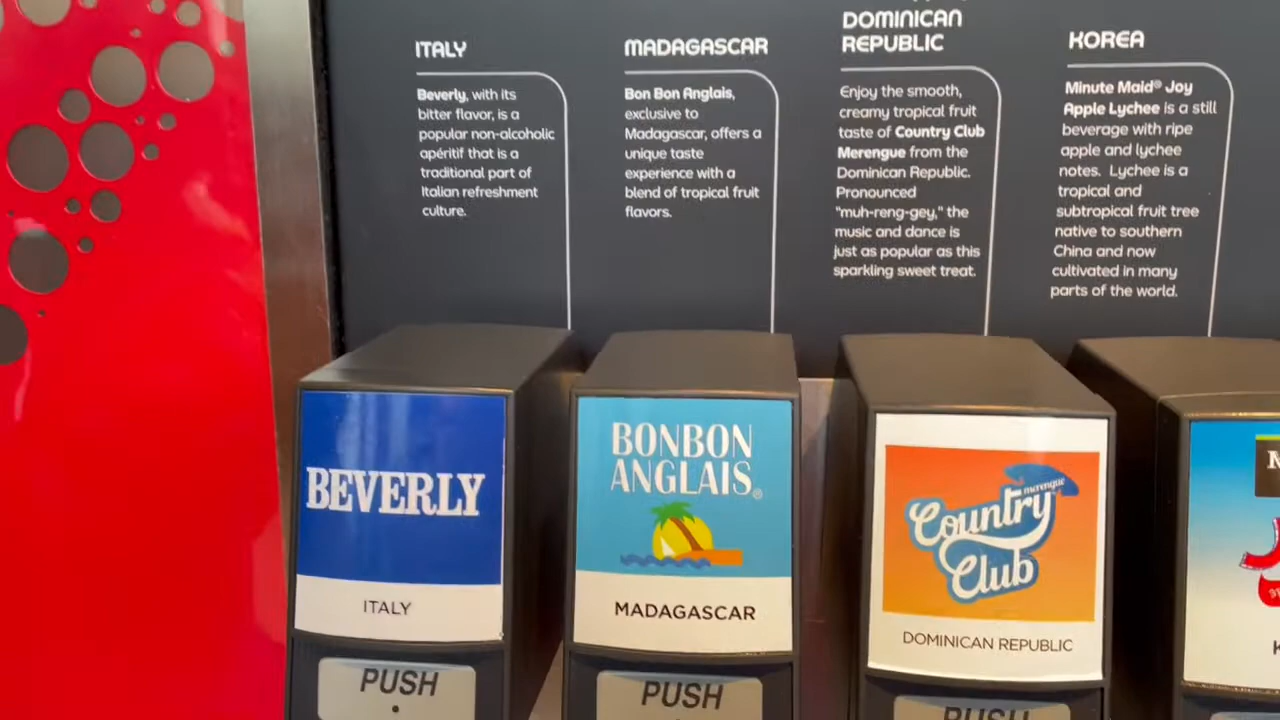 ITALY
Beverly, with its
bitter flavor, is a
popular non-alcoholic
apéritif that is a
traditional part of
Italian refreshment
culture.
MADAGASCAR
Bon Bon Anglais,
exclusive to
Madagascar, offers a
unique taste
experience with a
blend of tropical fruit
flavors.
DOMINICAN
REPUBLIC
Enjoy the smooth,
creamy tropical fruit
taste of Country Club
Merengue from the
Dominican Republic.
Pronounced
"muh-reng-gey," the
music and dance is
just as popular as this
sparkling sweet treat.
KOREA
Minute Maid® Joy
Apple Lychee is a still
beverage with ripe
apple and lychee
notes. Lychee is a
tropical and
subtropical fruit tree
native to southern
China and now
cultivated in many
parts of the world.
BEVERLY
ITALY
PUSH
BONBON
ANGLAIS®
MADAGASCAR
PUSH
merengue
Country
Club
DOMINICAN REPUBLIC
PUSH